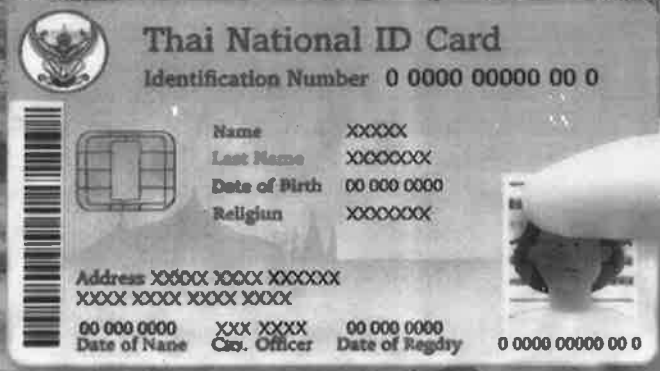 Thai National ID Card
Identification Number 0 0000 00000 00 0
Name XXXXX
Last Name XXXXXXX
Date of Birth 00 000 0000
Religiun XXXXXXX
Address XXXXX XXXX XXXXXX
XXXX XXXX XXXX XXXX
00 000 0000 XXX XXXX 00 000 0000
Date of Nane Officer Date of Regdry
0 0000 00000 00 0